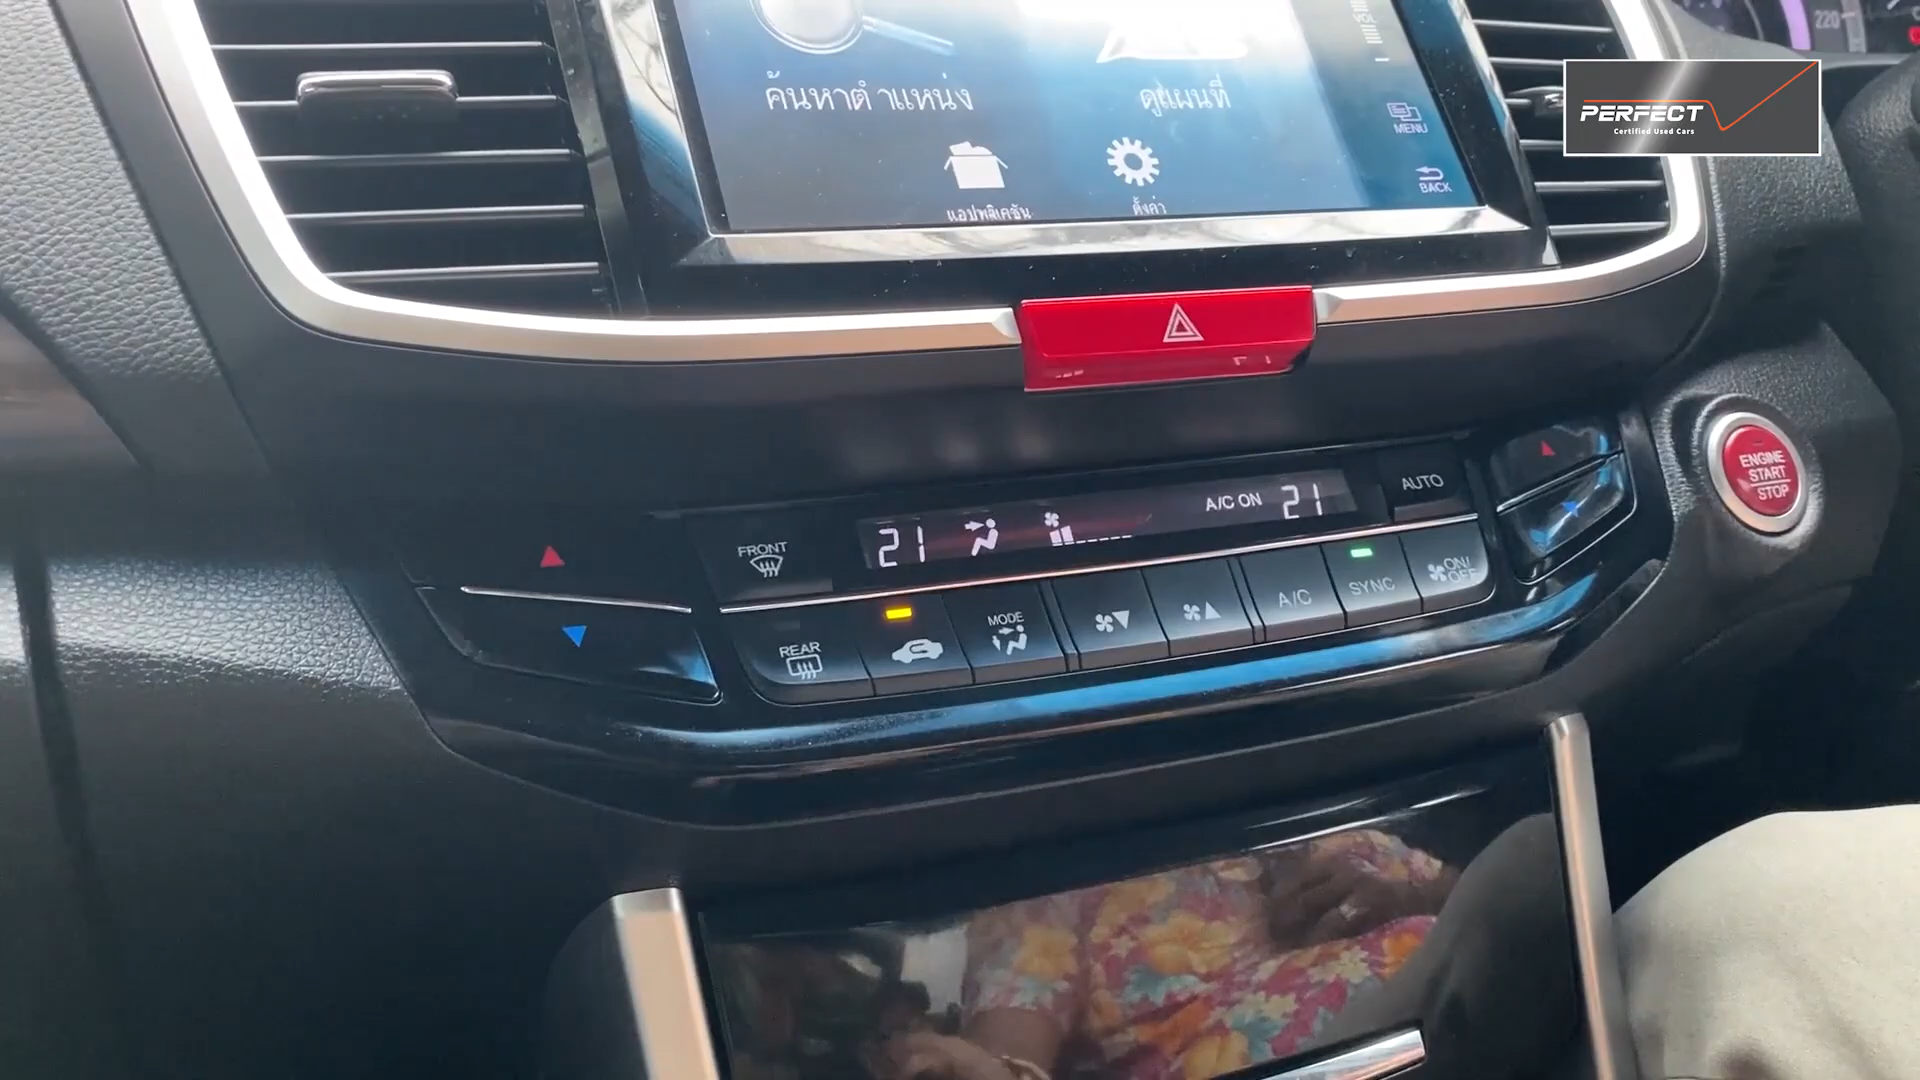 220
VOL
ค้นหาตำแหน่ง
ดูแผนที่
MENU
BACK
แอปพลิเคชัน
ตั้งค่า
PERFECT
Certified Used Cars
ENGINE
START
STOP
FRONT
21
A/C ON
21
AUTO
REAR
MODE
A/C
SYNC
ON/
OFF